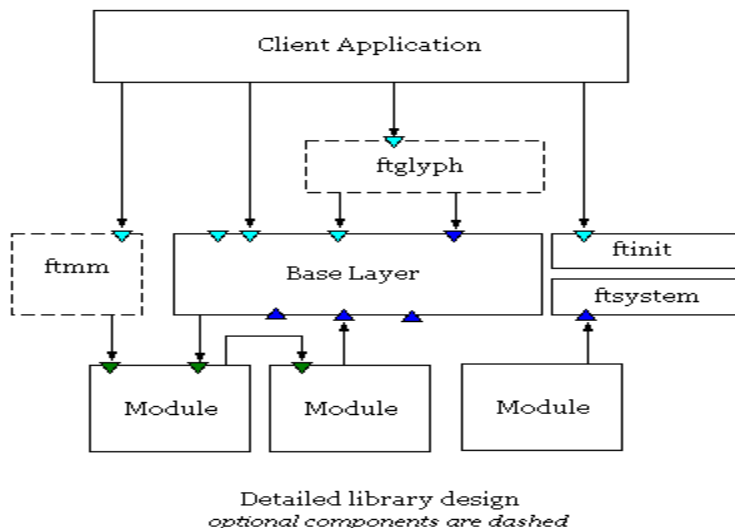 Client Application
ftglyph
ftmm
Base Layer
ftinit
ftsystem
Module
Module
Module
Detailed library design
optional components are dashed